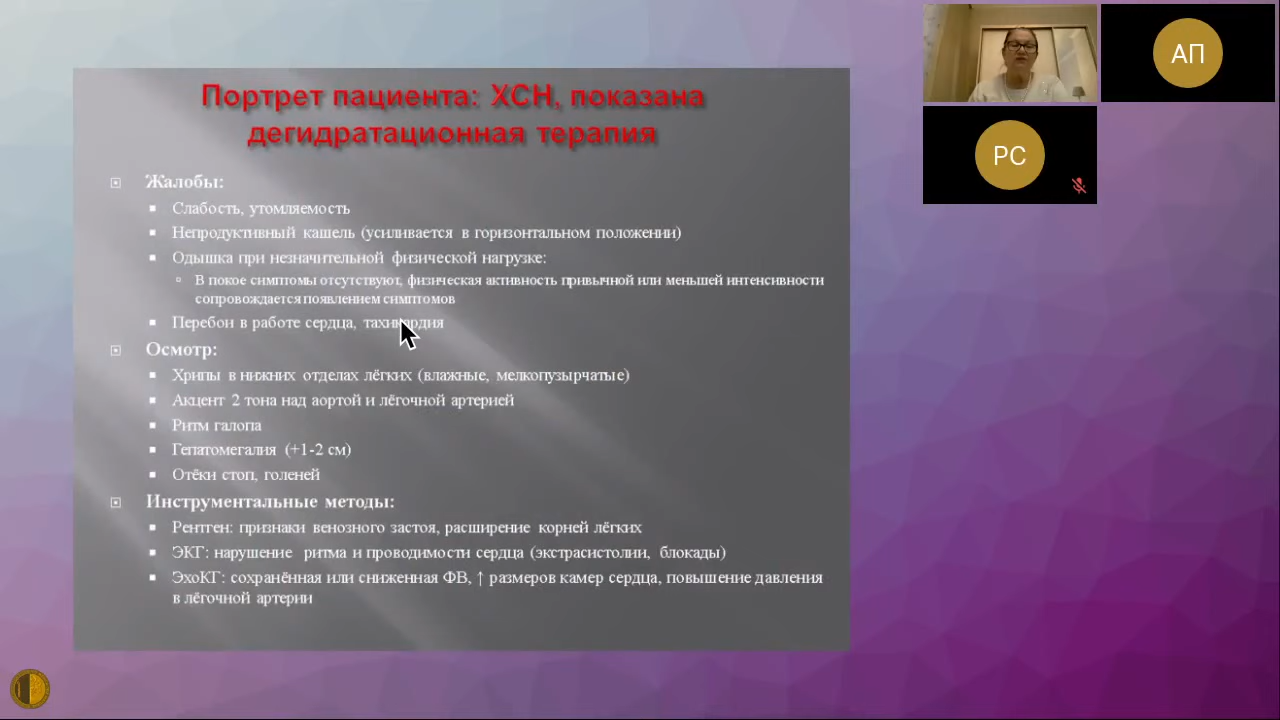 Портрет пациента: ХСН, показана
дегидратационная терапия
Жалобы:
Слабость, утомляемость
Непродуктивный кашель (усиливается в горизонтальном положении)
Одышка при незначительной физической нагрузке:
В покое симптомы отсутствуют, физическая активность привычной или меньшей интенсивности
сопровождается появлением симптомов
Перебои в работе сердца, тахикардия
Осмотр:
Хрипы в нижних отделах лёгких (влажные, мелкопузырчатые)
Акцент 2 тона над аортой и лёгочной артерией
Ритм галопа
Гепатомегалия (+1-2 см)
Отёки стоп, голеней
Инструментальные методы:
Рентген: признаки венозного застоя, расширение корней лёгких
ЭКГ: нарушение ритма и проводимости сердца (экстрасистолии, блокады)
ЭхоКГ: сохранённая или сниженная ФВ, ↑ размеров камер сердца, повышение давления
в лёгочной артерии
АП
РС